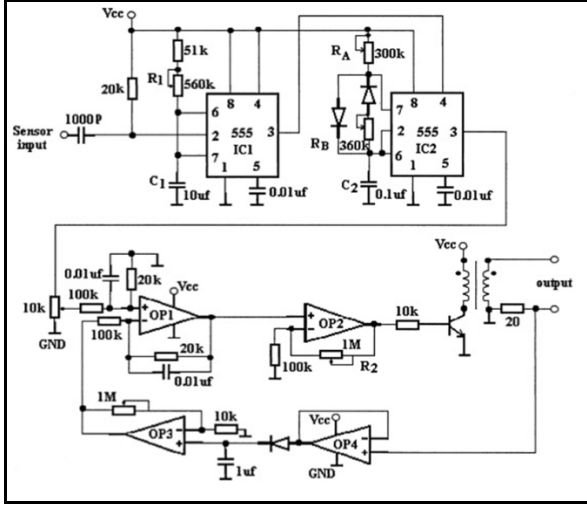 Vcc
51k
R1
560k
20k
1000P
Sensor
input
8 4
6
2 555 3
IC1
7
1 5
C1
10uf
0.01uf
RA
300k
8 4
7
2 555 3
IC2
6
1 5
RB
360k
C2
0.1uf
0.01uf
0.01uf
20k
Vcc
10k
100k
+
OP1
-
GND
100k
20k
0.01uf
+
OP2
-
1M
100k
R2
10k
Vcc
output
20
1M
10k
-
OP3
+
1uf
Vcc
-
OP4
+
GND